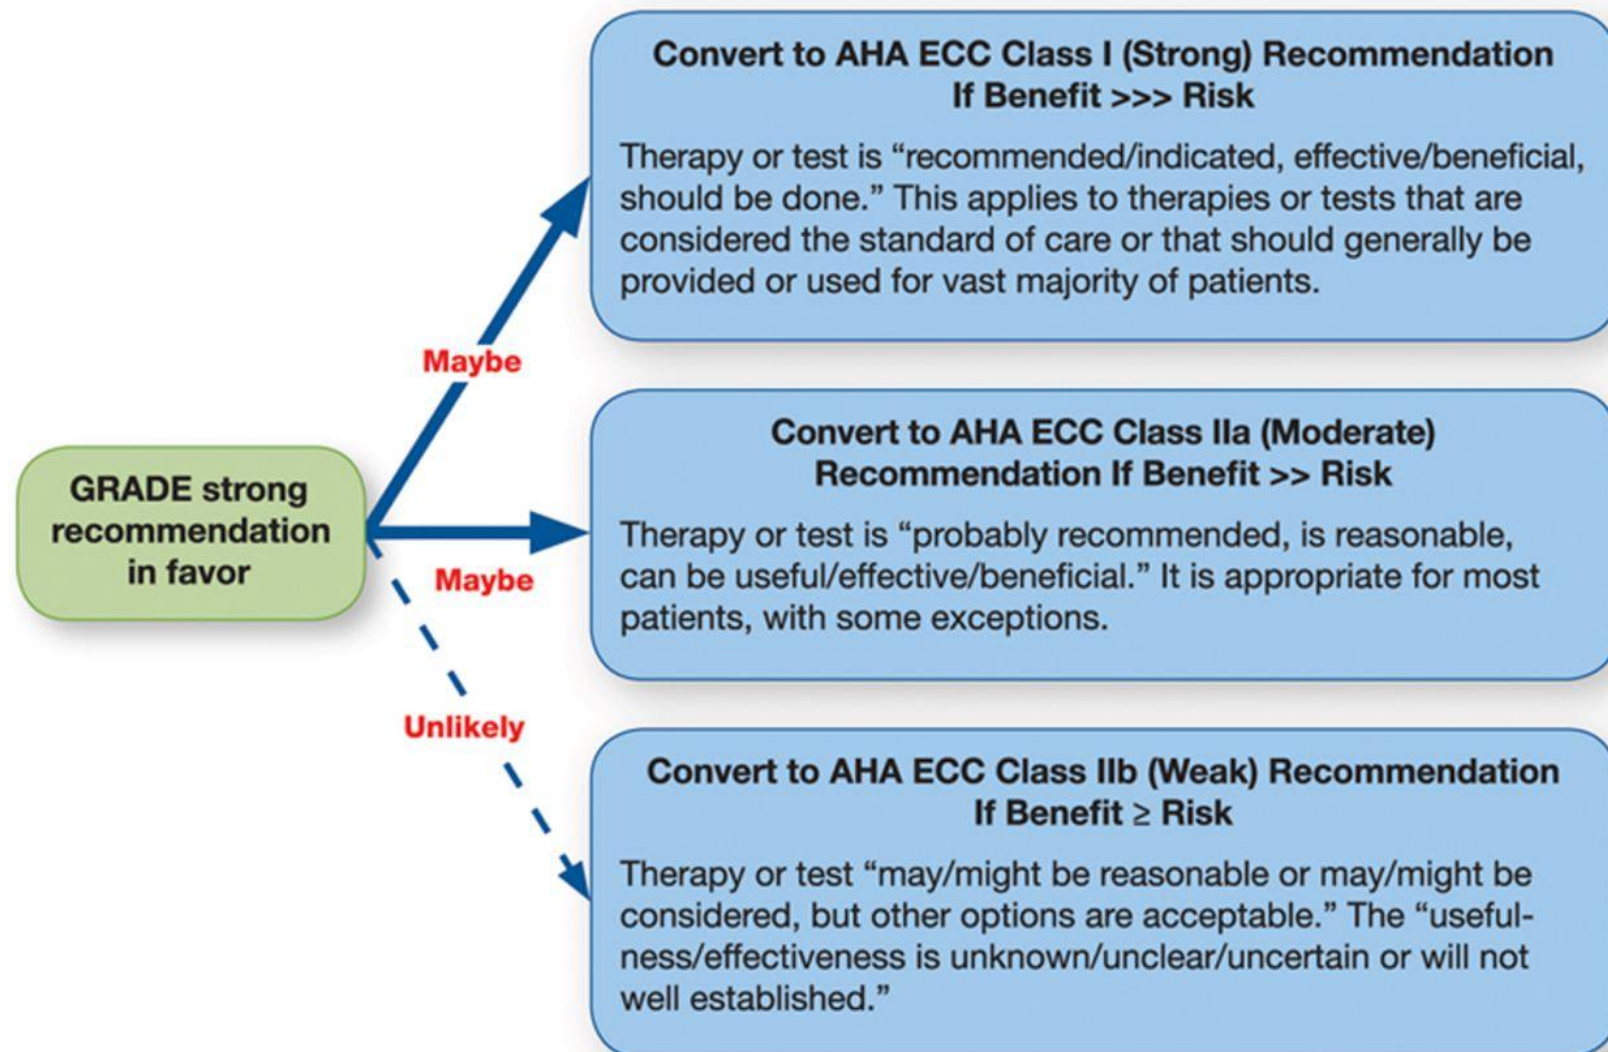 Convert to AHA ECC Class I (Strong) Recommendation
If Benefit >>> Risk
Therapy or test is “recommended/indicated, effective/beneficial,
should be done.” This applies to therapies or tests that are
considered the standard of care or that should generally be
provided or used for vast majority of patients.
Maybe
Convert to AHA ECC Class IIa (Moderate)
Recommendation If Benefit >> Risk
Therapy or test is “probably recommended, is reasonable,
can be useful/effective/beneficial.” It is appropriate for most
patients, with some exceptions.
GRADE strong
recommendation
in favor
Maybe
Unlikely
Convert to AHA ECC Class IIb (Weak) Recommendation
If Benefit ≥ Risk
Therapy or test “may/might be reasonable or may/might be
considered, but other options are acceptable.” The “useful-
ness/effectiveness is unknown/unclear/uncertain or will not
well established.”